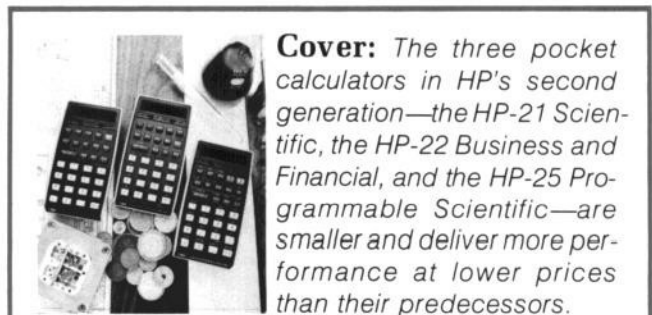 Cover: The three pocket
calculators in HP's second
generation—the HP-21 Scien-
tific, the HP-22 Business and
Financial, and the HP-25 Pro-
grammable Scientific—are
smaller and deliver more per-
formance at lower prices
than their predecessors.